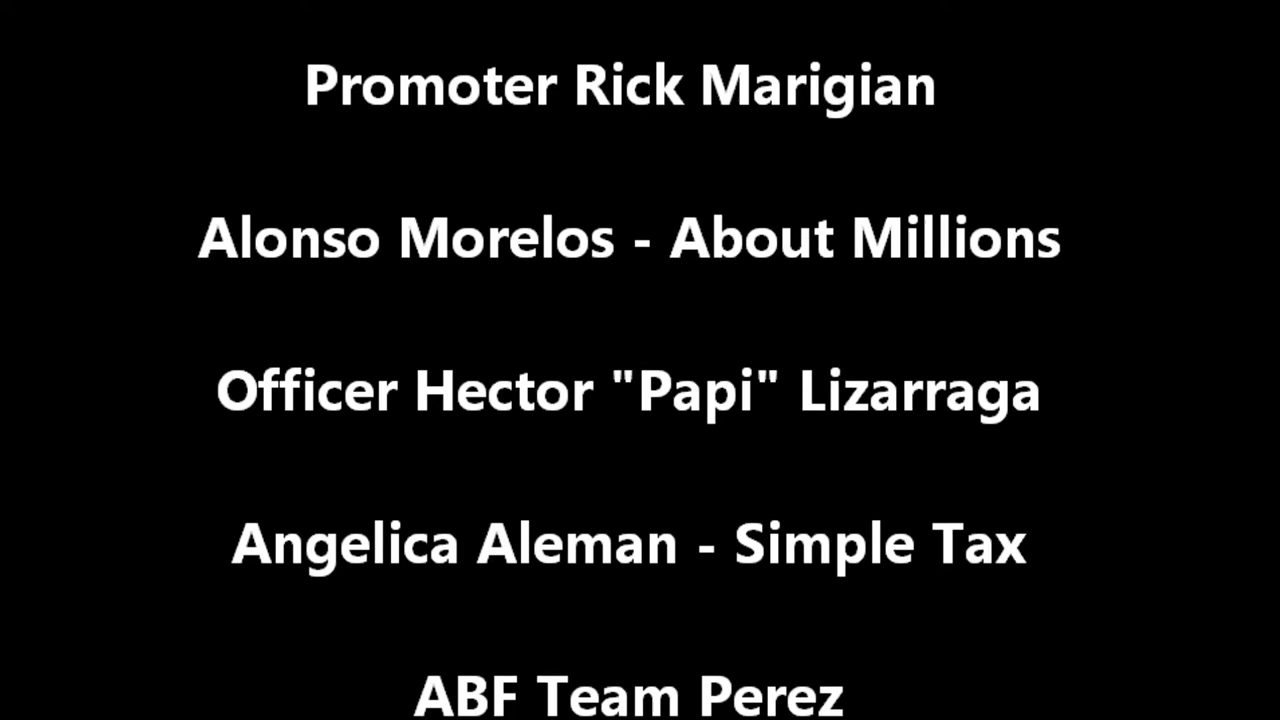 Promoter Rick Marigian
Alonso Morelos - About Millions
Officer Hector "Papi" Lizarraga
Angelica Aleman - Simple Tax
ABF Team Perez